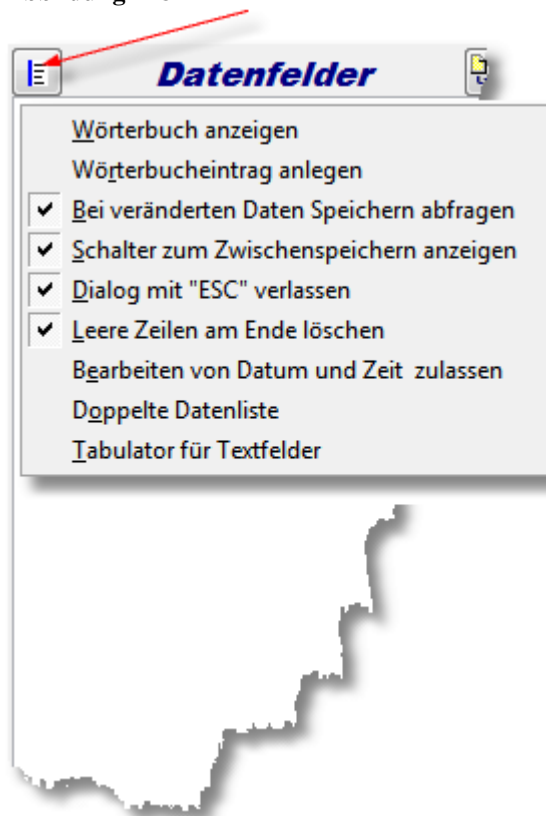 Datenfelder
Wörterbuch anzeigen
Wörterbucheintrag anlegen
Bei veränderten Daten Speichern abfragen
Schalter zum Zwischenspeichern anzeigen
Dialog mit "ESC" verlassen
Leere Zeilen am Ende löschen
Bearbeiten von Datum und Zeit zulassen
Doppelte Datenliste
Tabulator für Textfelder